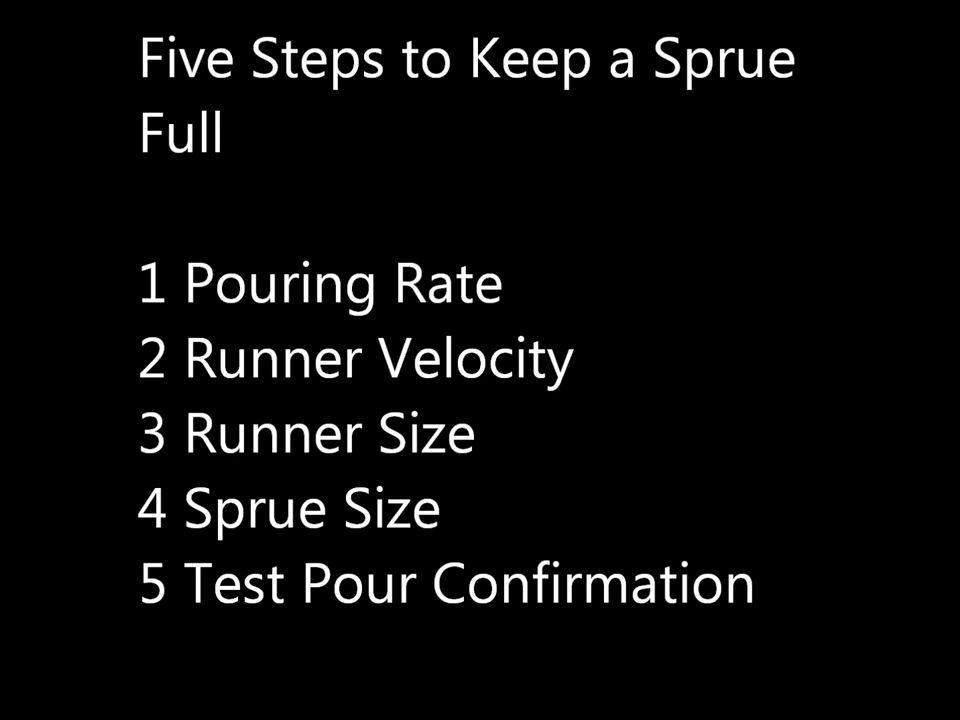 Five Steps to Keep a Sprue
Full
1 Pouring Rate
2 Runner Velocity
3 Runner Size
4 Sprue Size
5 Test Pour Confirmation